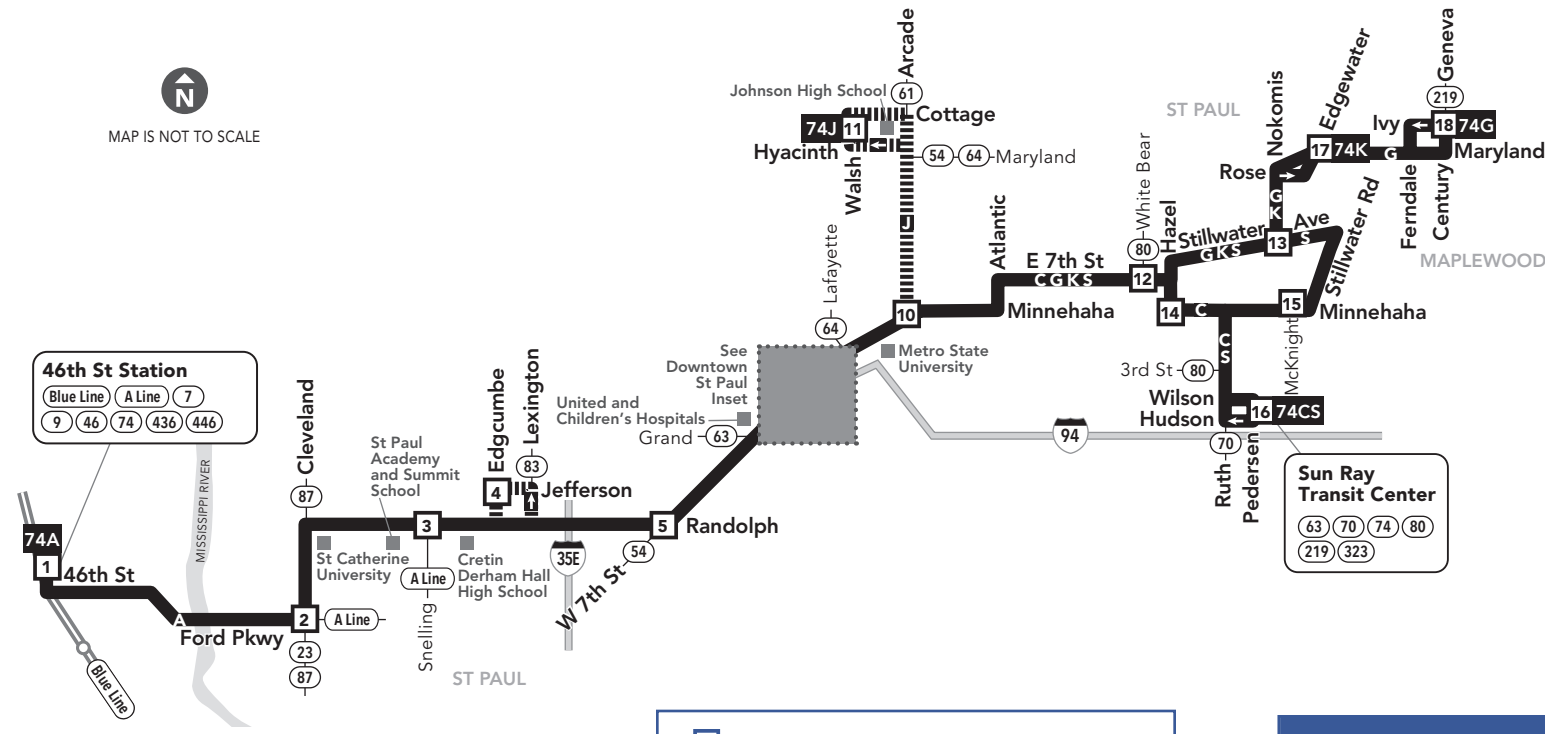 N
MAP IS NOT TO SCALE
46th St Station
Blue Line
A Line
7
9
46
74
436
446
74A
1
46th St
Blue Line
MISSISSIPPI RIVER
A
Ford Pkwy
2
A Line
23
87
Cleveland
87
St Paul
Academy
and Summit
School
St Catherine
University
3
A Line
Snelling
Cretin
Derham Hall
High School
ST PAUL
Edgcumbe
4
Lexington
83
Jefferson
35E
W 7th St
54
5
Randolph
United and
Children's Hospitals
Grand
63
See
Downtown
St Paul
Inset
Lafayette
64
Metro State
University
94
Johnson High School
Arcade
61
Cottage
74J
11
Hyacinth
Walsh
54
64
Maryland
J
10
Atlantic
Minnehaha
E 7th St
C G K S
White Bear
80
12
Hazel
Stillwater
Ave
GKS
13
S
14
C
15
Minnehaha
Stillwater Rd
McKnight
C
S
3rd St
80
Wilson
Hudson
16
74CS
70
Ruth
Pedersen
Sun Ray
Transit Center
63
70
74
80
219
323
ST PAUL
Nokomis
Rose
G
K
Edgewater
17
74K
G
Ivy
Geneva
219
18
74G
Maryland
Ferndale
Century
MAPLEWOOD